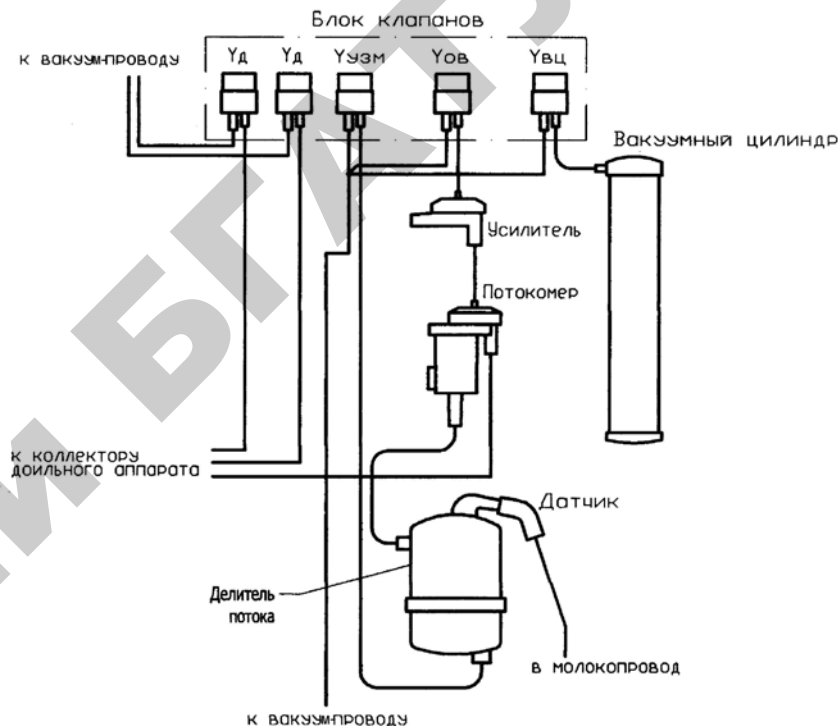 Блок клапанов
к вакуум-проводу
Yд
Yд
Yузм
Yов
Yвц
Вакуумный цилиндр
Усилитель
Потокомер
к коллектору
доильного аппарата
Датчик
Делитель
потока
в молокопровод
к вакуум-проводу